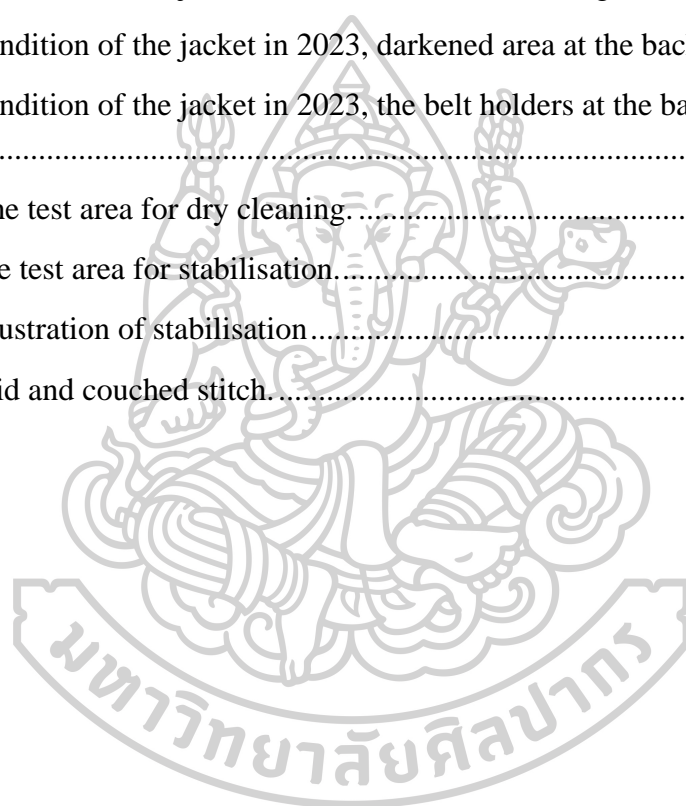 ndition of the jacket in 2023, darkened area at the bac
ndition of the jacket in 2023, the belt holders at the ba
....................................................................................................
ne test area for dry cleaning. ..............................................
e test area for stabilisation.................................................
ustration of stabilisation.....................................................
id and couched stitch..........................................................
มหาวิทยาลัยศิลปากร